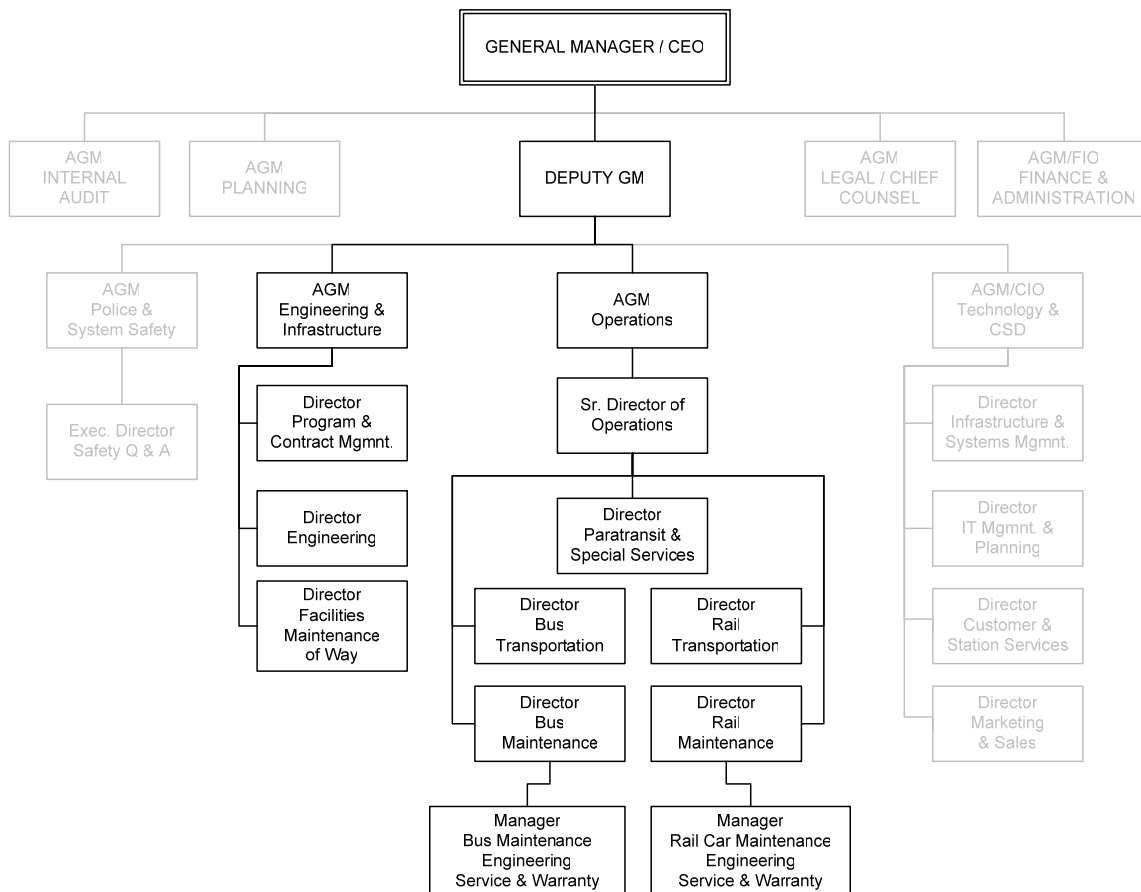 GENERAL MANAGER / CEO
AGM
INTERNAL
AUDIT
AGM
PLANNING
DEPUTY GM
AGM
LEGAL / CHIEF
COUNSEL
AGM/FIO
FINANCE &
ADMINISTRATION
AGM
Police &
System Safety
AGM
Engineering &
Infrastructure
AGM
Operations
AGM/CIO
Technology &
CSD
Exec. Director
Safety Q & A
Director
Program &
Contract Mgmnt.
Director
Engineering
Director
Facilities
Maintenance
of Way
Sr. Director of
Operations
Director
Paratransit &
Special Services
Director
Bus
Transportation
Director
Rail
Transportation
Director
Bus
Maintenance
Director
Rail
Maintenance
Manager
Bus Maintenance
Engineering
Service & Warranty
Manager
Rail Car Maintenance
Engineering
Service & Warranty
Director
Infrastructure &
Systems Mgmnt.
Director
IT Mgmnt. &
Planning
Director
Customer &
Station Services
Director
Marketing
& Sales